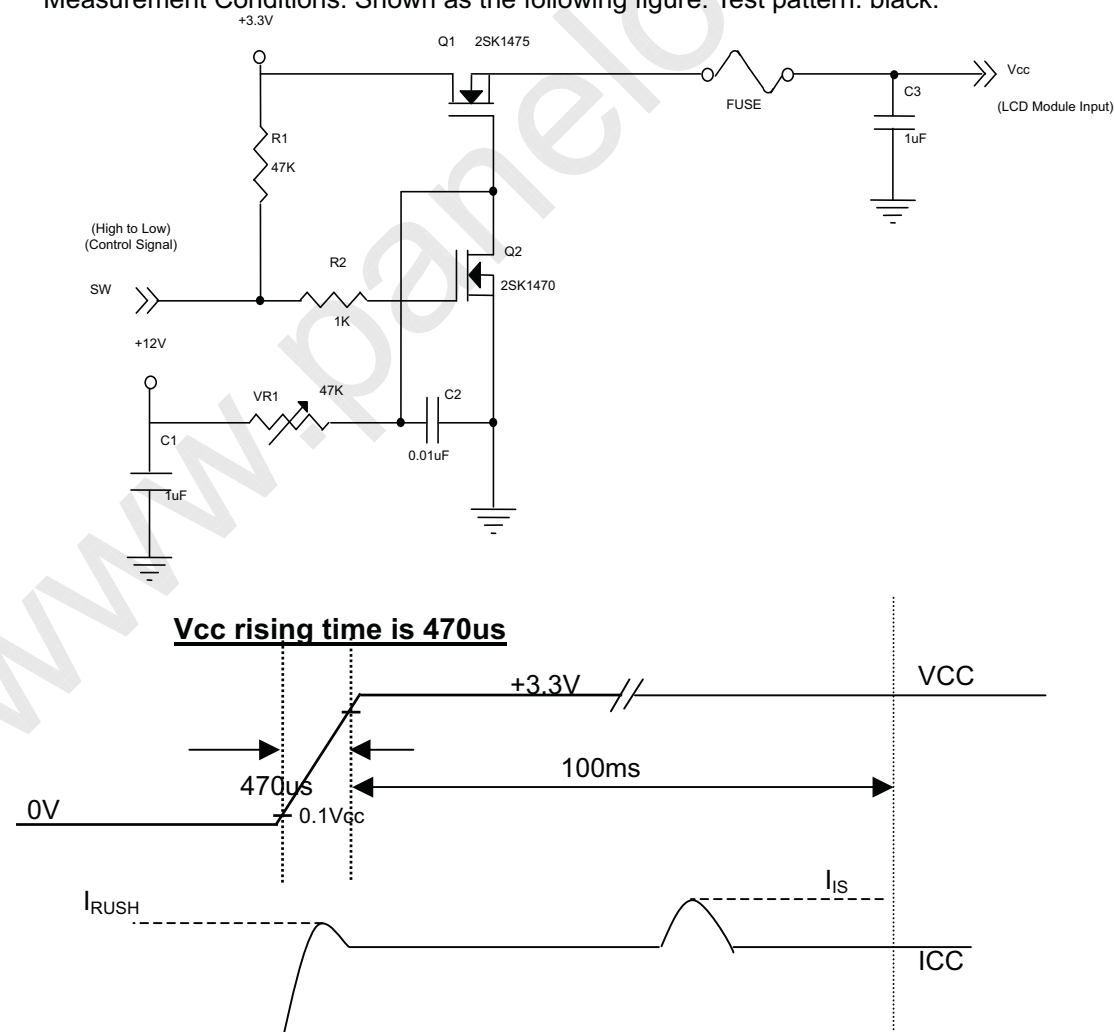 Measurement Conditions: Shown as the following figure. Test pattern: black.
+3.3V
Q1 2SK1475
Vcc
FUSE
C3
(LCD Module Input)
1uF
R1
47K
(High to Low)
(Control Signal)
SW
R2
1K
Q2
2SK1470
+12V
VR1
47K
C2
0.01uF
C1
1uF
Vcc rising time is 470us
+3.3V
VCC
470us
100ms
0V
0.1Vcc
IRUSH
IIS
ICC
www.panelo